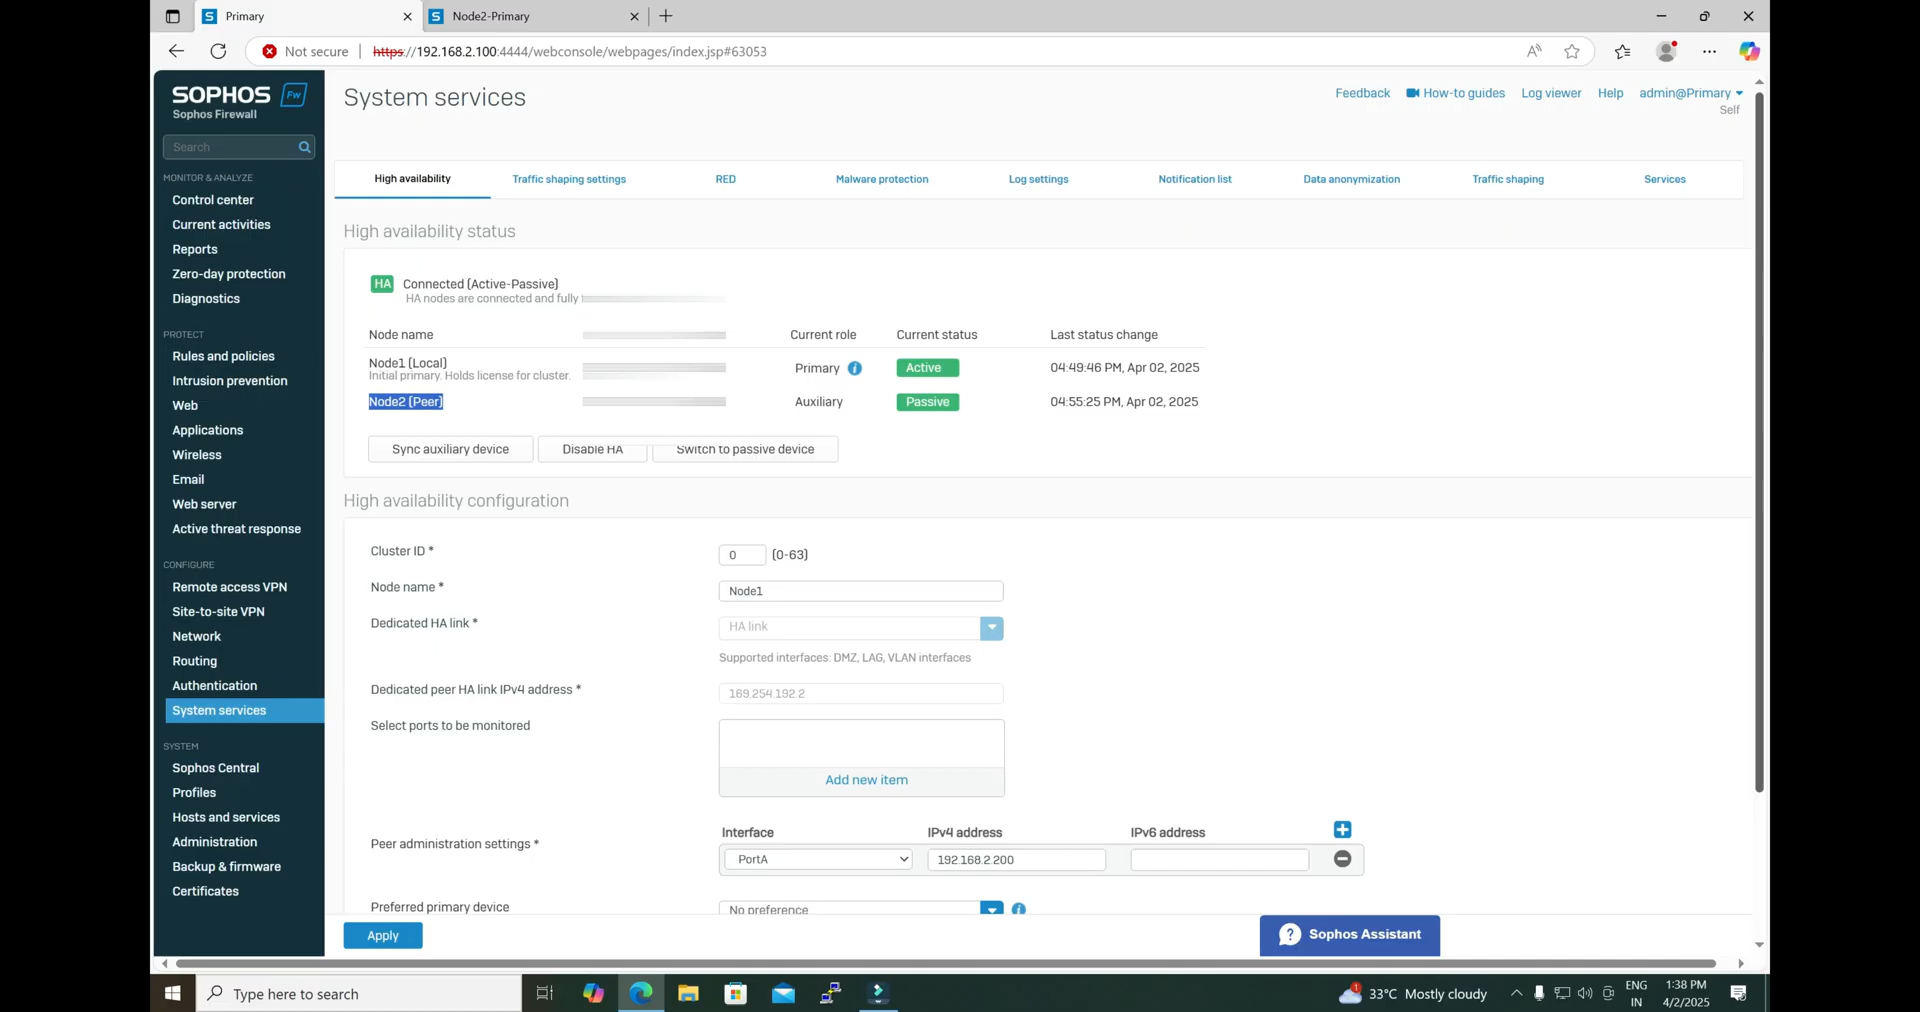 Primary
Node2-Primary
Not secure
https://192.168.2.100:4444/webconsole/webpages/index.jsp#63053
SOPHOS Fw
Sophos Firewall
Search
MONITOR & ANALYZE
Control center
Current activities
Reports
Zero-day protection
Diagnostics
PROTECT
Rules and policies
Intrusion prevention
Web
Applications
Wireless
Email
Web server
Active threat response
CONFIGURE
Remote access VPN
Site-to-site VPN
Network
Routing
Authentication
System services
SYSTEM
Sophos Central
Profiles
Hosts and services
Administration
Backup & firmware
Certificates
System services
Feedback How-to guides Log viewer Help admin@Primary
Self
High availability Traffic shaping settings RED Malware protection Log settings Notification list Data anonymization Traffic shaping Services
High availability status
HA Connected (Active-Passive)
HA nodes are connected and fully
Node name Current role Current status Last status change
Node1 (Local) Primary Active 04:49:46 PM, Apr 02, 2025
Initial primary. Holds license for cluster.
Node2 (Peer) Auxiliary Passive 04:55:25 PM, Apr 02, 2025
Sync auxiliary device Disable HA Switch to passive device
High availability configuration
Cluster ID * 0 (0-63)
Node name * Node1
Dedicated HA link * HA link
Supported interfaces: DMZ, LAG, VLAN interfaces
Dedicated peer HA link IPv4 address * 169.254.192.2
Select ports to be monitored
Add new item
Interface IPv4 address IPv6 address
Peer administration settings * PortA 192.168.2.200
Preferred primary device No preference
Apply
? Sophos Assistant
Type here to search
1
33°C Mostly cloudy
ENG
IN
1:38 PM
4/2/2025